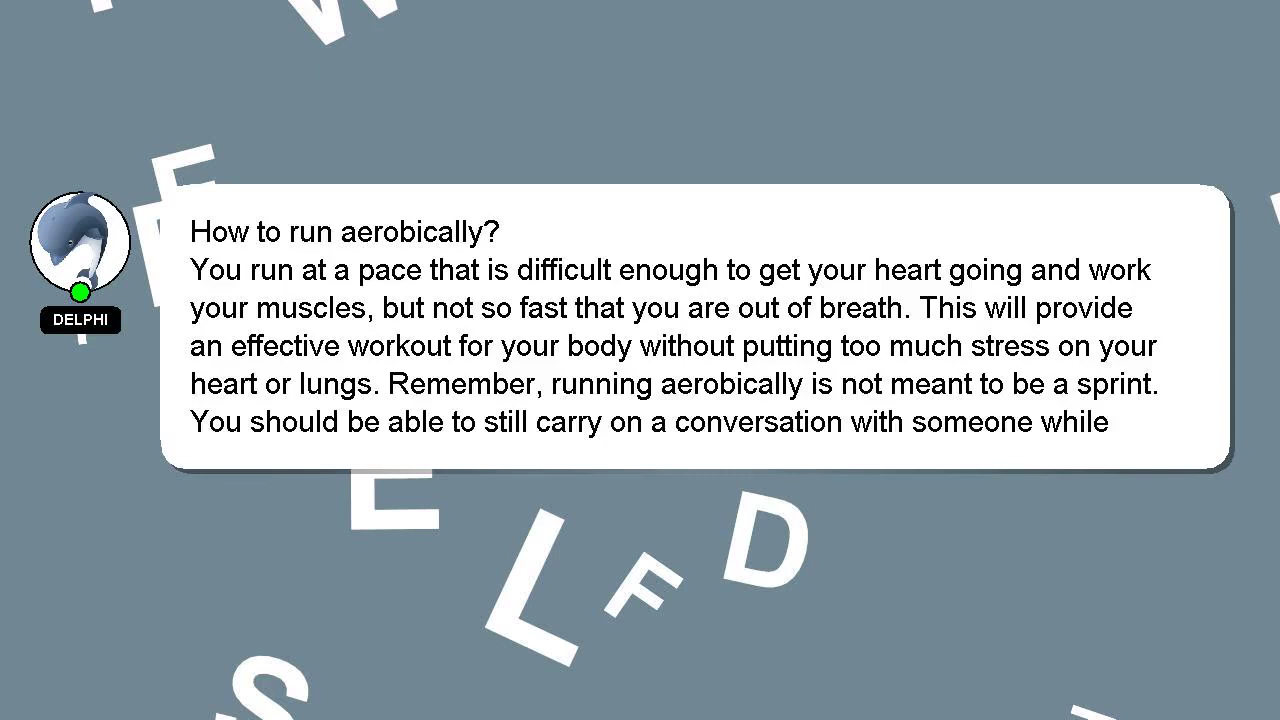 W
E
How to run aerobically?
You run at a pace that is difficult enough to get your heart going and work
your muscles, but not so fast that you are out of breath. This will provide
an effective workout for your body without putting too much stress on your
heart or lungs. Remember, running aerobically is not meant to be a sprint.
You should be able to still carry on a conversation with someone while
DELPHI
E
L
F
D
S